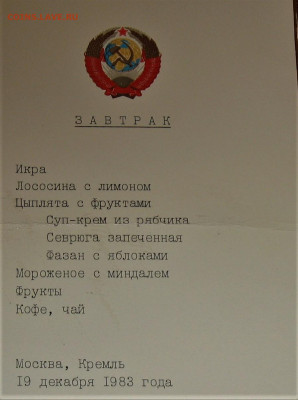 З А В Т Р А К
Икра
Лососина с лимоном
Цыплята с фруктами
Суп-крем из рябчика
Севрюга запеченная
Фазан с яблоками
Мороженое с миндалем
Фрукты
Кофе, чай
Москва, Кремль
19 декабря 1983 года